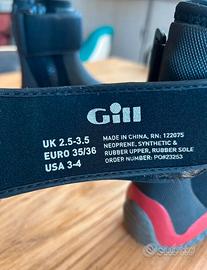 Gill
UK 2.5-3.5
EURO 35/36
USA 3-4
MADE IN CHINA, RN: 122075
NEOPRENE, SYNTHETIC &
RUBBER UPPER, RUBBER SOLE
ORDER NUMBER: PO#23253